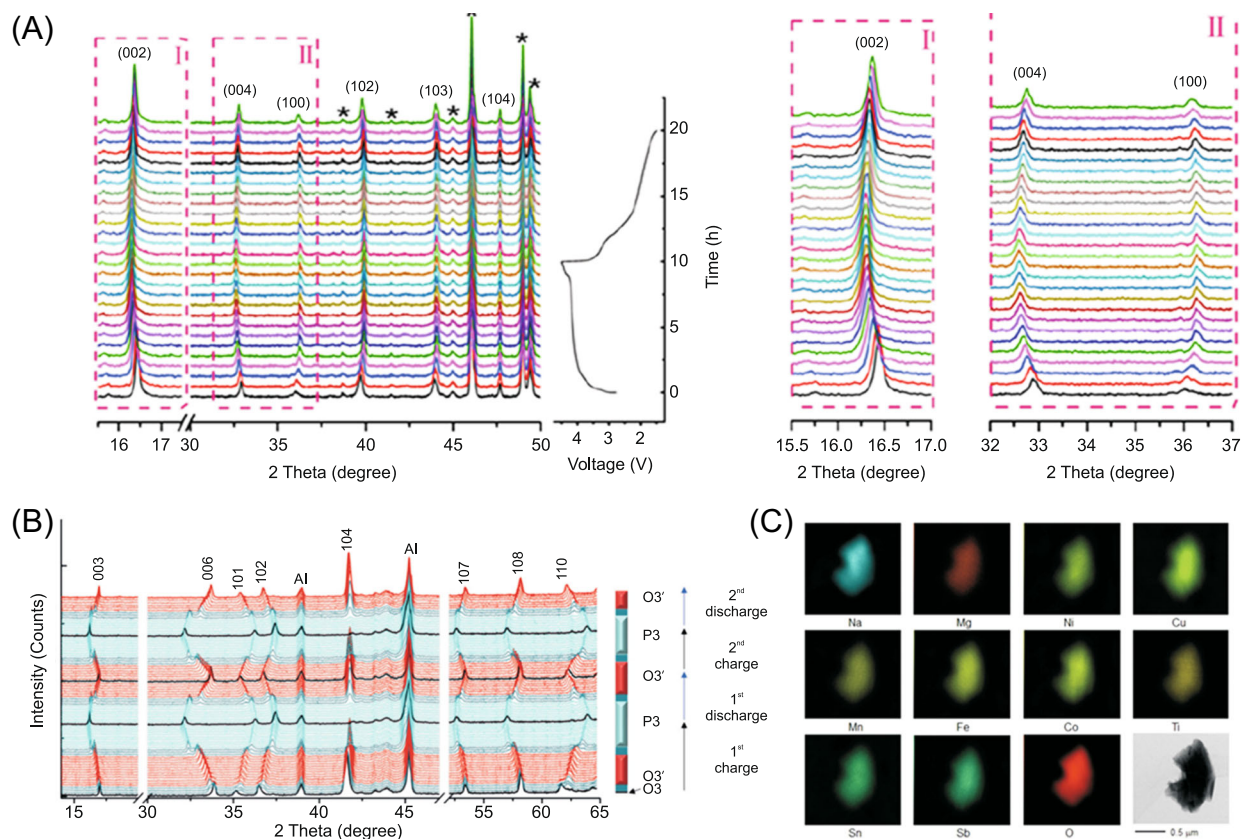 (A)
I
II
(002)
(004)
(100)
(102)
(103)
(104)
*
*
*
*
*
*
20
15
10
5
0
Time (h)
16 17 30 35 40 45 50
2 Theta (degree)
4 3 2
Voltage (V)
I
(002)
15.5 16.0 16.5 17.0
2 Theta (degree)
II
(004)
(100)
32 33 34 35 36 37
2 Theta (degree)
(B)
Intensity (Counts)
003
006
101
102
Al
104
Al
107
108
110
O3′
P3
O3′
P3
O3′
O3
2nd
discharge
2nd
charge
1st
discharge
1st
charge
15 30 35 40 45 55 60 65
2 Theta (degree)
(C)
Na Mg Ni Cu
Mn Fe Co Ti
Sn Sb O 0.5 μm